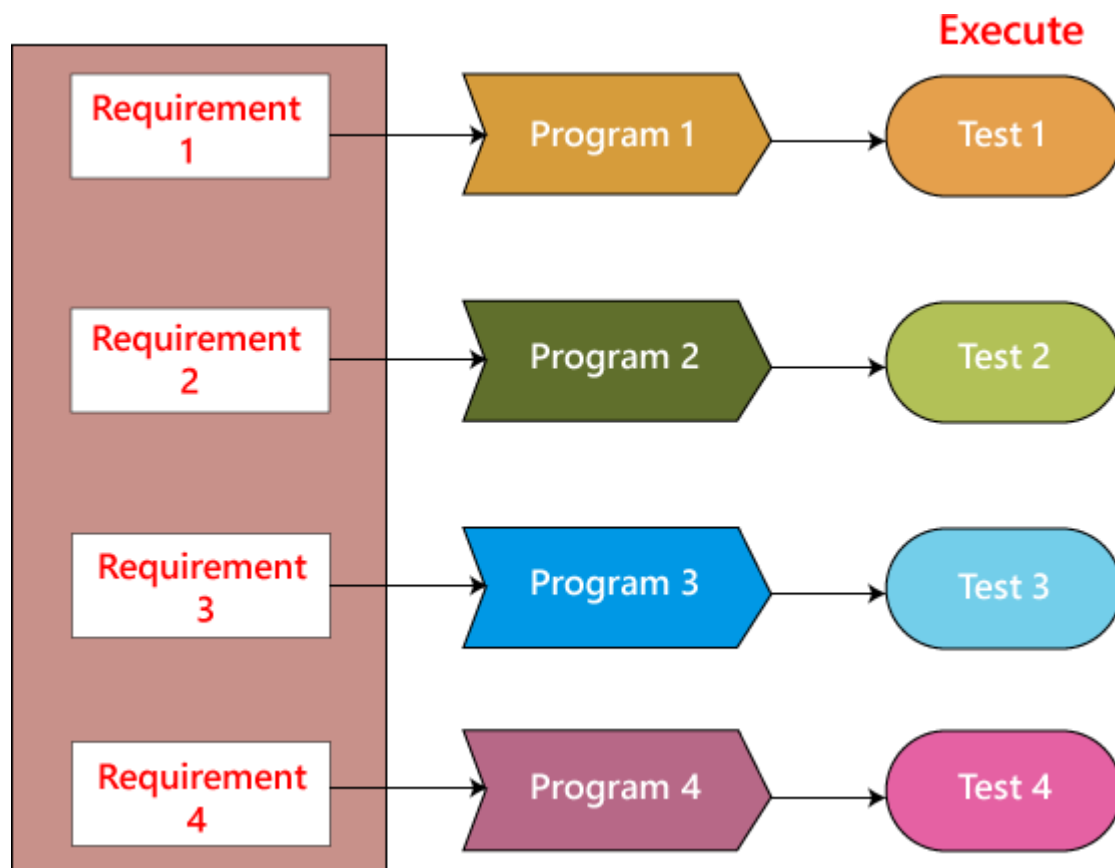 Execute
Requirement
1
Program 1
Test 1
Requirement
2
Program 2
Test 2
Requirement
3
Program 3
Test 3
Requirement
4
Program 4
Test 4